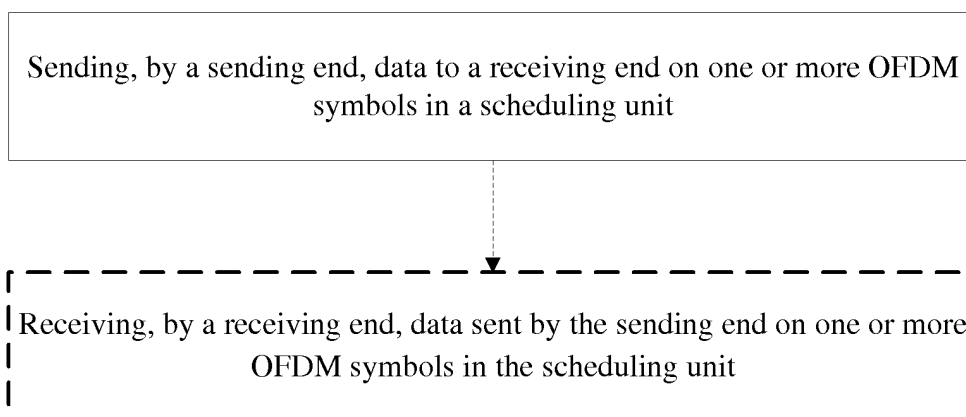 Sending, by a sending end, data to a receiving end on one or more OFDM
symbols in a scheduling unit
Receiving, by a receiving end, data sent by the sending end on one or more
OFDM symbols in the scheduling unit